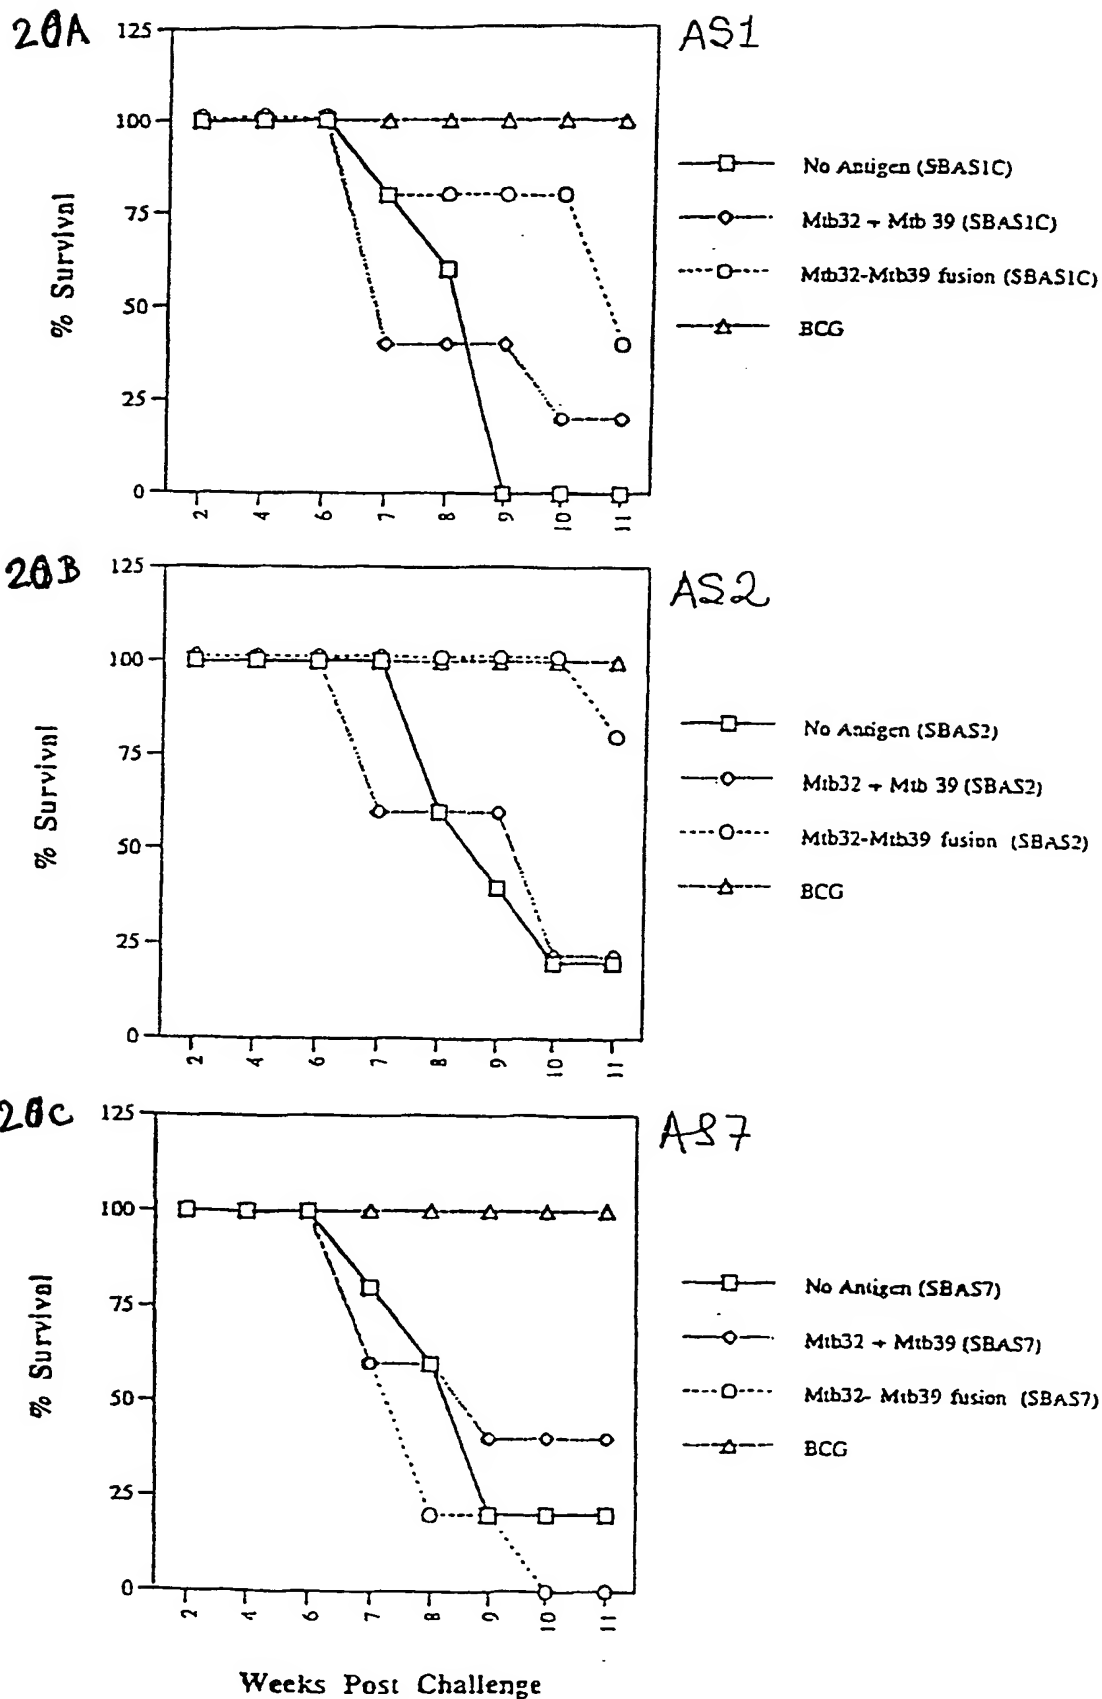 20A
AS1
125
100
75
50
25
0
% Survival
No Antigen (SBAS1C)
Mtb32 + Mtb 39 (SBAS1C)
Mtb32-Mtb39 fusion (SBAS1C)
BCG
2 4 6 7 8 9 10 11
20B
AS2
125
100
75
50
25
0
% Survival
No Antigen (SBAS2)
Mtb32 + Mtb 39 (SBAS2)
Mtb32-Mtb39 fusion (SBAS2)
BCG
2 4 6 7 8 9 10 11
20C
AS7
125
100
75
50
25
0
% Survival
No Antigen (SBAS7)
Mtb32 + Mtb39 (SBAS7)
Mtb32- Mtb39 fusion (SBAS7)
BCG
2 4 6 7 8 9 10 11
Weeks Post Challenge